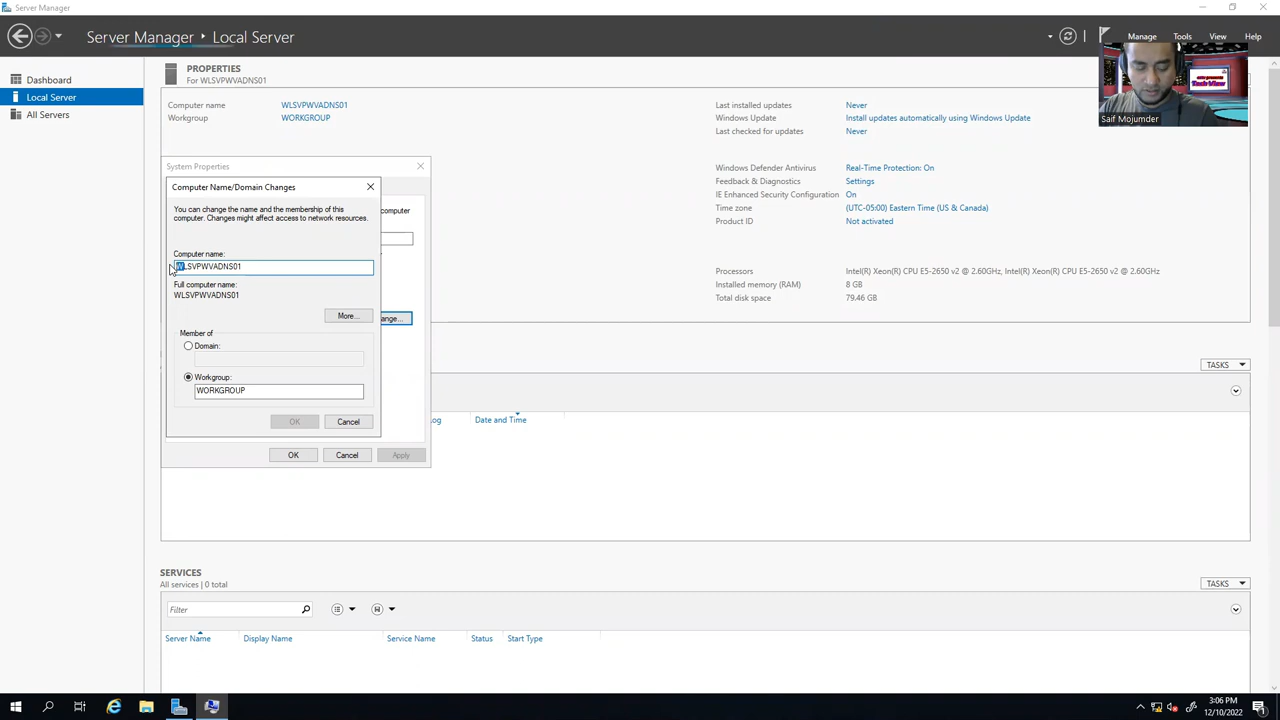 Server Manager
Server Manager ‣ Local Server
Manage Tools View Help
Dashboard
Local Server
All Servers
PROPERTIES
For WLSVPWVADNS01
Computer name WLSVPWVADNS01
Workgroup WORKGROUP
Last installed updates Never
Windows Update Install updates automatically using Windows Update
Last checked for updates Never
Windows Defender Antivirus Real-Time Protection: On
Feedback & Diagnostics Settings
IE Enhanced Security Configuration On
Time zone (UTC-05:00) Eastern Time (US & Canada)
Product ID Not activated
Processors Intel(R) Xeon(R) CPU E5-2650 v2 @ 2.60GHz, Intel(R) Xeon(R) CPU E5-2650 v2 @ 2.60GHz
Installed memory (RAM) 8 GB
Total disk space 79.46 GB
Saif Mojumder
System Properties
computer
ange...
OK Cancel Apply
Computer Name/Domain Changes
You can change the name and the membership of this
computer. Changes might affect access to network resources.
Computer name:
WLSVPWVADNS01
Full computer name:
WLSVPWVADNS01
More...
Member of
Domain:
Workgroup:
WORKGROUP
OK Cancel
TASKS
og Date and Time
SERVICES
All services | 0 total
TASKS
Filter
Server Name Display Name Service Name Status Start Type
3:06 PM
12/10/2022
1